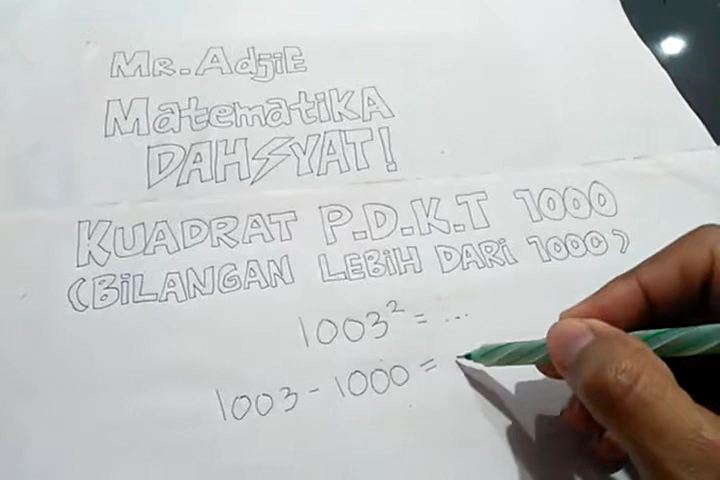 Mr. AdjiE
MatematiKA
DAHSYAT!
KUADRAT P.D.K.T 1000
(BiLANGAN LEBiH DARi 1000)
1003² = ...
1003 - 1000 =